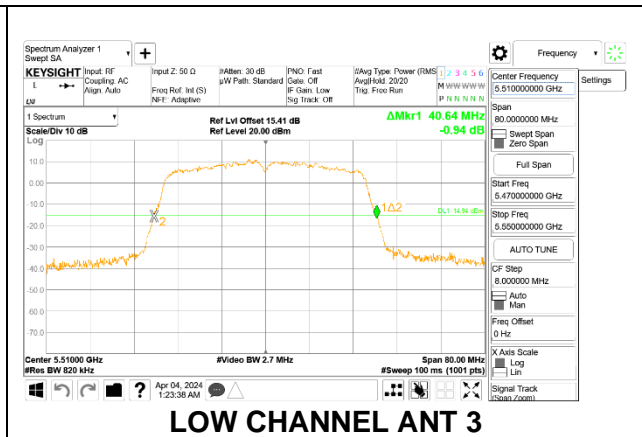 Spectrum Analyzer 1
Swept SA
Frequency
KEYSIGHT
Input: RF
Coupling: AC
Align: Auto
Input Z: 50 Ω
Freq Ref: Int (S)
NFE: Adaptive
#Atten: 30 dB
µW Path: Standard
PNO: Fast
Gate: Off
IF Gain: Low
Sig Track: Off
#Avg Type: Power (RMS
Avg|Hold: 20/20
Trig: Free Run
1 2 3 4 5 6
M W W W W W
P N N N N N
L
1 Spectrum
Scale/Div 10 dB
Log
Ref Lvl Offset 15.41 dB
Ref Level 20.00 dBm
ΔMkr1 40.64 MHz
-0.94 dB
10.0
0.00
-10.0
-20.0
-30.0
-40.0
-50.0
-60.0
-70.0
X2
1Δ2
Center 5.51000 GHz
#Res BW 820 kHz
#Video BW 2.7 MHz
Span 80.00 MHz
#Sweep 100 ms (1001 pts)
Apr 04, 2024
1:23:38 AM
Center Frequency
5.510000000 GHz
Settings
Span
80.0000000 MHz
Swept Span
Zero Span
Full Span
Start Freq
5.470000000 GHz
Stop Freq
5.550000000 GHz
AUTO TUNE
CF Step
8.000000 MHz
Auto
Man
Freq Offset
0 Hz
X Axis Scale
Log
Lin
Signal Track
(Span Zoom)
LOW CHANNEL ANT 3